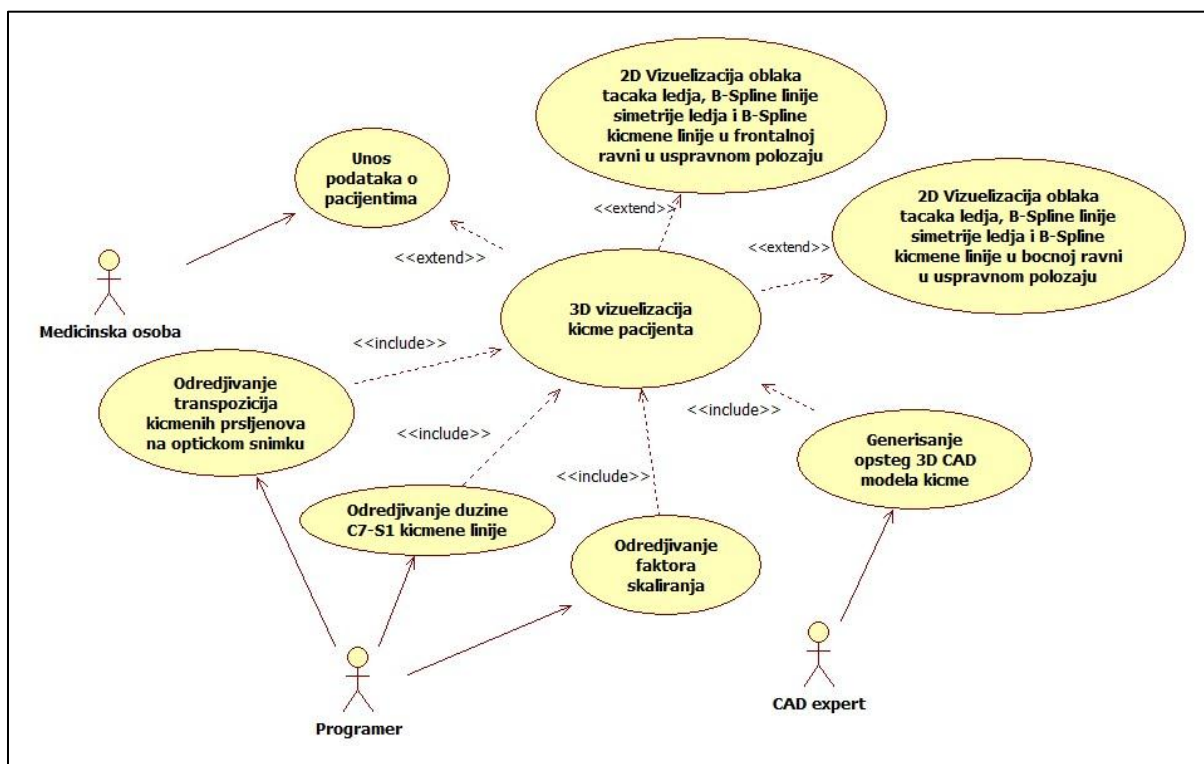 2D Vizuelizacija oblaka
tacaka ledja, B-Spline linije
simetrije ledja i B-Spline
kicmene linije u frontalnoj
ravni u uspravnom polozaju
Unos
podataka o
pacijentima
2D Vizuelizacija oblaka
tacaka ledja, B-Spline linije
simetrije ledja i B-Spline
kicmene linije u bocnoj ravni
u uspravnom polozaju
<<extend>>
<<extend>>
<<extend>>
Medicinska osoba
3D vizuelizacija
kicme pacijenta
<<include>>
Odredjivanje
transpozicija
kicmenih prsljenova
na optickom snimku
<<include>>
<<include>>
<<include>>
Generisanje
opsteg 3D CAD
modela kicme
Odredjivanje duzine
C7-S1 kicmene linije
Odredjivanje
faktora
skaliranja
Programer
CAD expert